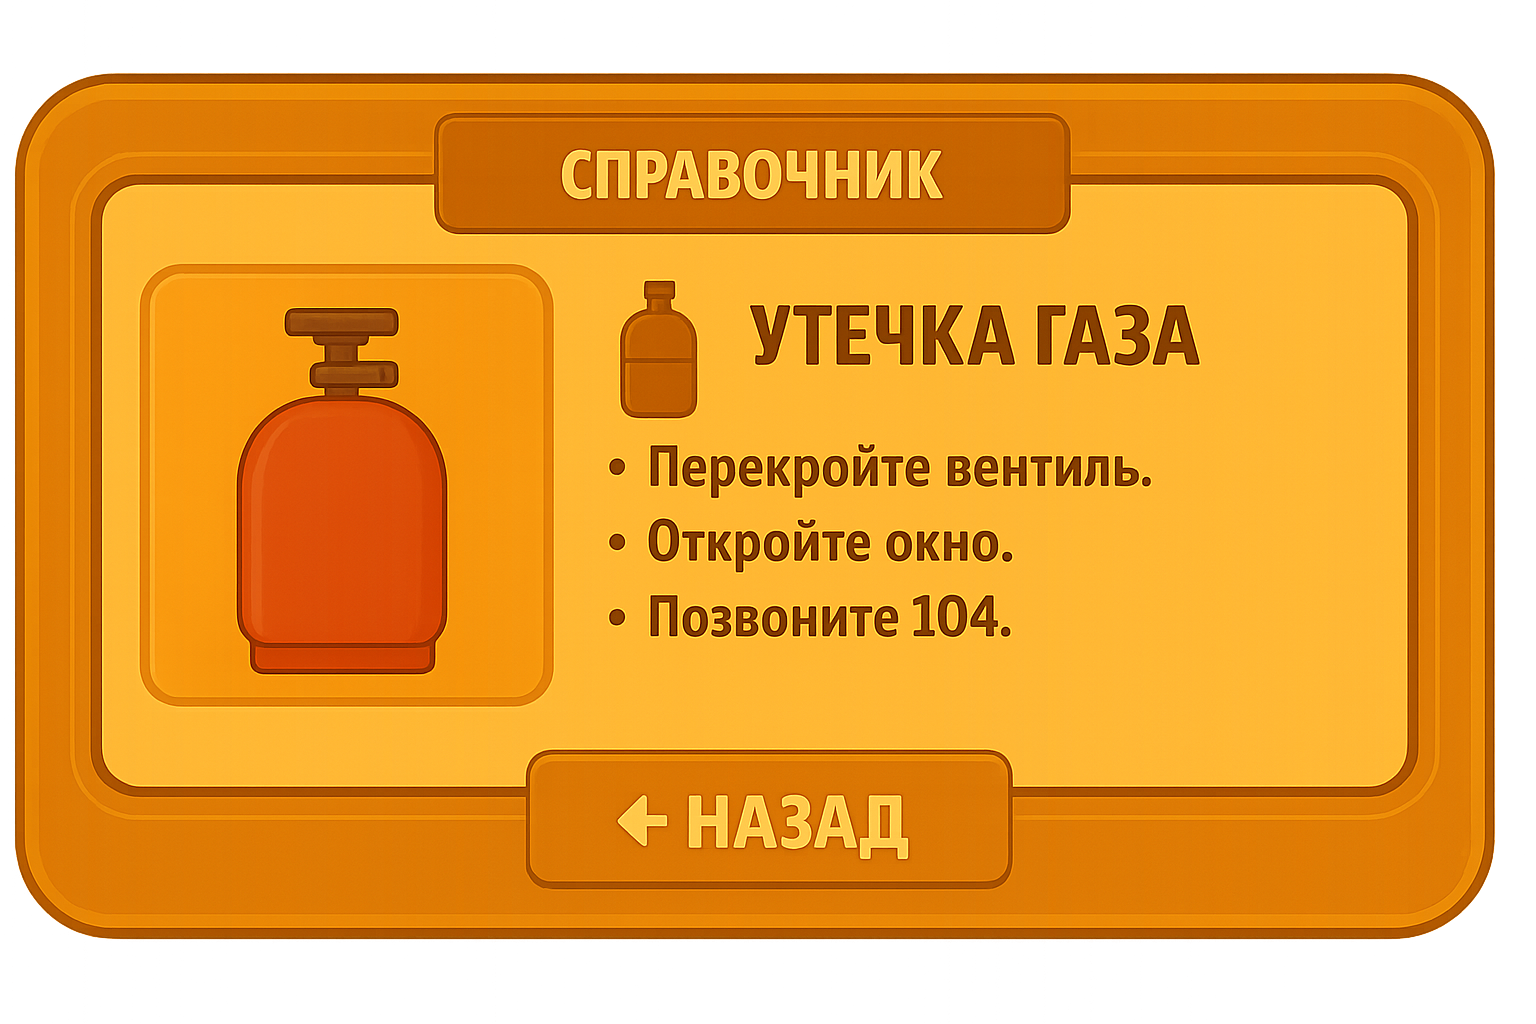 СПРАВОЧНИК
УТЕЧКА ГАЗА
• Перекройте вентиль.
• Откройте окно.
• Позвоните 104.
← НАЗАД